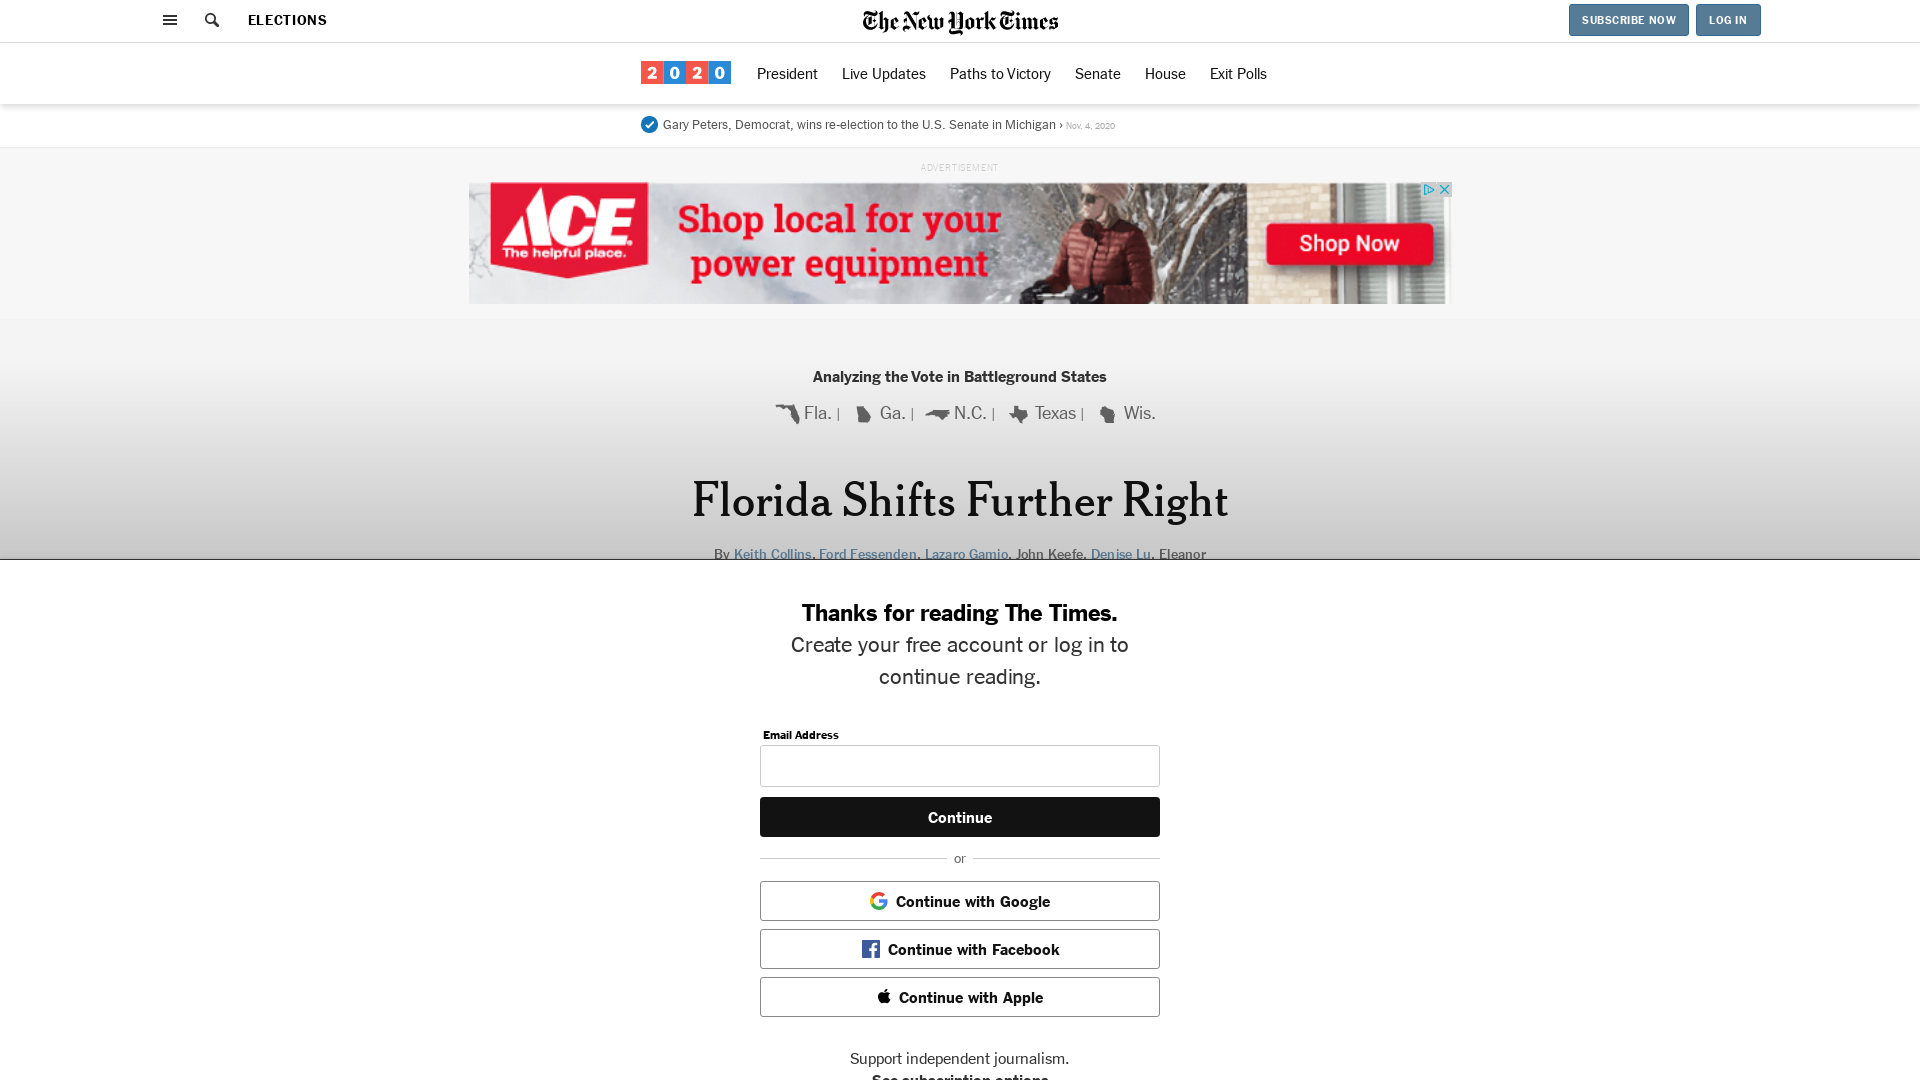 ELECTIONS
The New York Times
SUBSCRIBE NOW
LOG IN
2020
President
Live Updates
Paths to Victory
Senate
House
Exit Polls
Gary Peters, Democrat, wins re-election to the U.S. Senate in Michigan › Nov. 4, 2020
ADVERTISEMENT
ACE
The helpful place.
Shop local for your
power equipment
Shop Now
Analyzing the Vote in Battleground States
Fla. | Ga. | N.C. | Texas | Wis.
Florida Shifts Further Right
By Keith Collins, Ford Fessenden, Lazaro Gamio, John Keefe, Denise Lu, Eleanor
Thanks for reading The Times.
Create your free account or log in to
continue reading.
Email Address
Continue
or
Continue with Google
Continue with Facebook
Continue with Apple
Support independent journalism.
See subscription options.